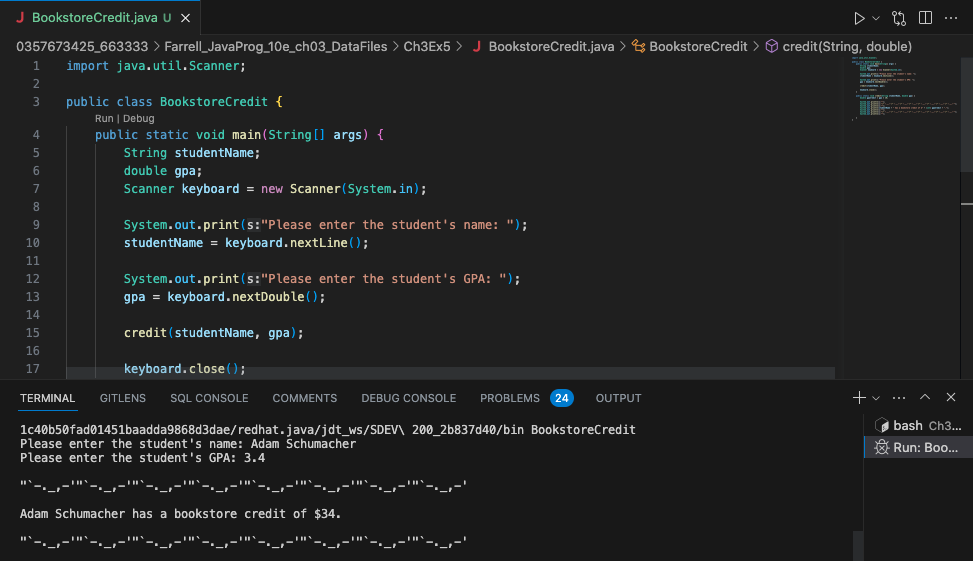 BookstoreCredit.java U
0357673425_663333 > Farrell_JavaProg_10e_ch03_DataFiles > Ch3Ex5 > J BookstoreCredit.java > BookstoreCredit > credit(String, double)
1 import java.util.Scanner;
2
3 public class BookstoreCredit {
Run | Debug
4 public static void main(String[] args) {
5 String studentName;
6 double gpa;
7 Scanner keyboard = new Scanner(System.in);
8
9 System.out.print(s:"Please enter the student's name: ");
10 studentName = keyboard.nextLine();
11
12 System.out.print(s:"Please enter the student's GPA: ");
13 gpa = keyboard.nextDouble();
14
15 credit(studentName, gpa);
16
17 keyboard.close();
TERMINAL GITLENS SQL CONSOLE COMMENTS DEBUG CONSOLE PROBLEMS 24 OUTPUT
1c40b50fad01451baadda9868d3dae/redhat.java/jdt_ws/SDEV\ 200_2b837d40/bin BookstoreCredit
Please enter the student's name: Adam Schumacher
Please enter the student's GPA: 3.4
"`-._,-'"`-._,-'"`-._,-'"`-._,-'"`-._,-'"`-._,-'"`-._,-'"`-._,-'
Adam Schumacher has a bookstore credit of $34.
"`-._,-'"`-._,-'"`-._,-'"`-._,-'"`-._,-'"`-._,-'"`-._,-'"`-._,-'
bash Ch3...
Run: Boo...